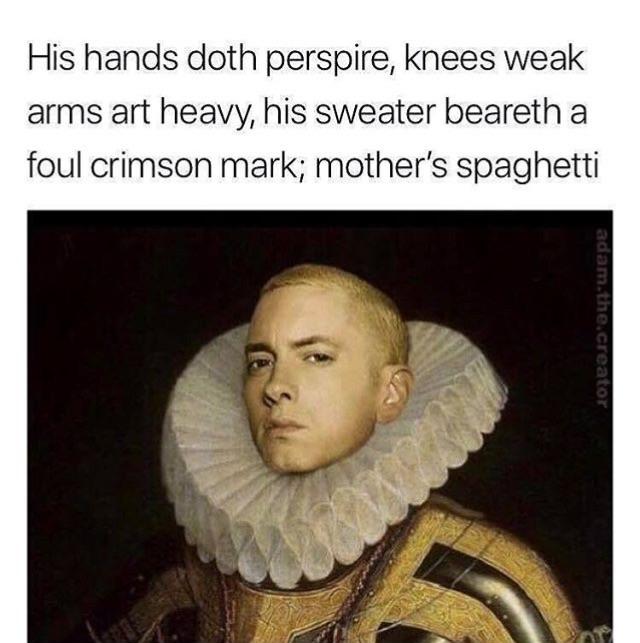 His hands doth perspire, knees weak
arms art heavy, his sweater beareth a
foul crimson mark; mother’s spaghetti
adam.the.creator